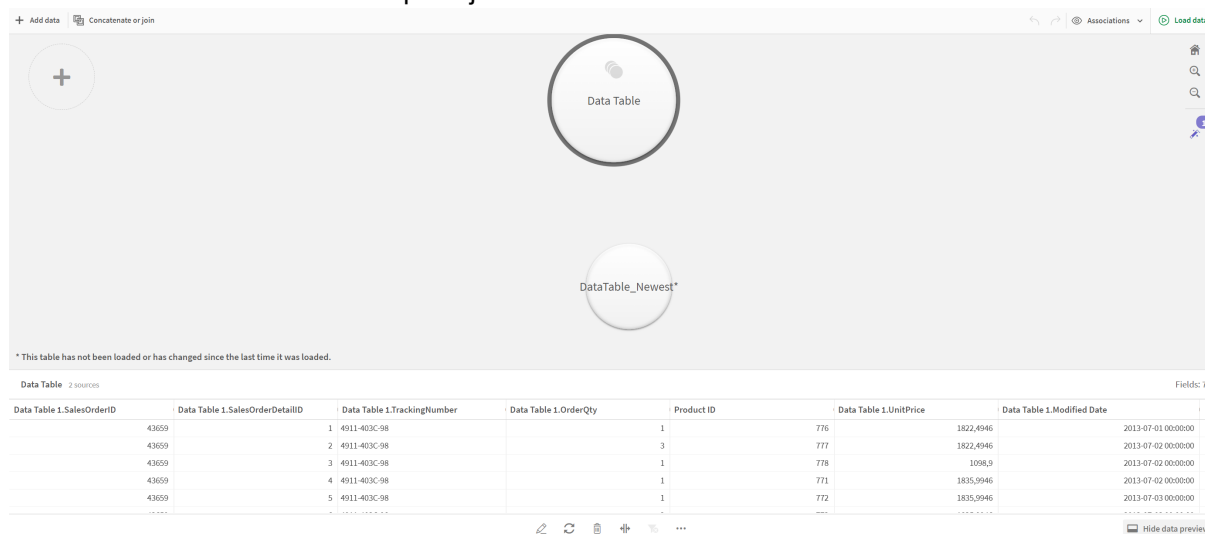 + Add data Concatenate or join Associations Load data
Data Table
DataTable_Newest*
* This table has not been loaded or has changed since the last time it was loaded.
Data Table 2 sources Fields: 7
Data Table 1.SalesOrderID Data Table 1.SalesOrderDetailID Data Table 1.TrackingNumber Data Table 1.OrderQty Product ID Data Table 1.UnitPrice Data Table 1.Modified Date
43659 1 4911-403C-98 1 776 1822,4946 2013-07-01 00:00:00
43659 2 4911-403C-98 3 777 1822,4946 2013-07-02 00:00:00
43659 3 4911-403C-98 1 778 1098,9 2013-07-02 00:00:00
43659 4 4911-403C-98 1 771 1835,9946 2013-07-02 00:00:00
43659 5 4911-403C-98 1 772 1835,9946 2013-07-03 00:00:00
Hide data preview